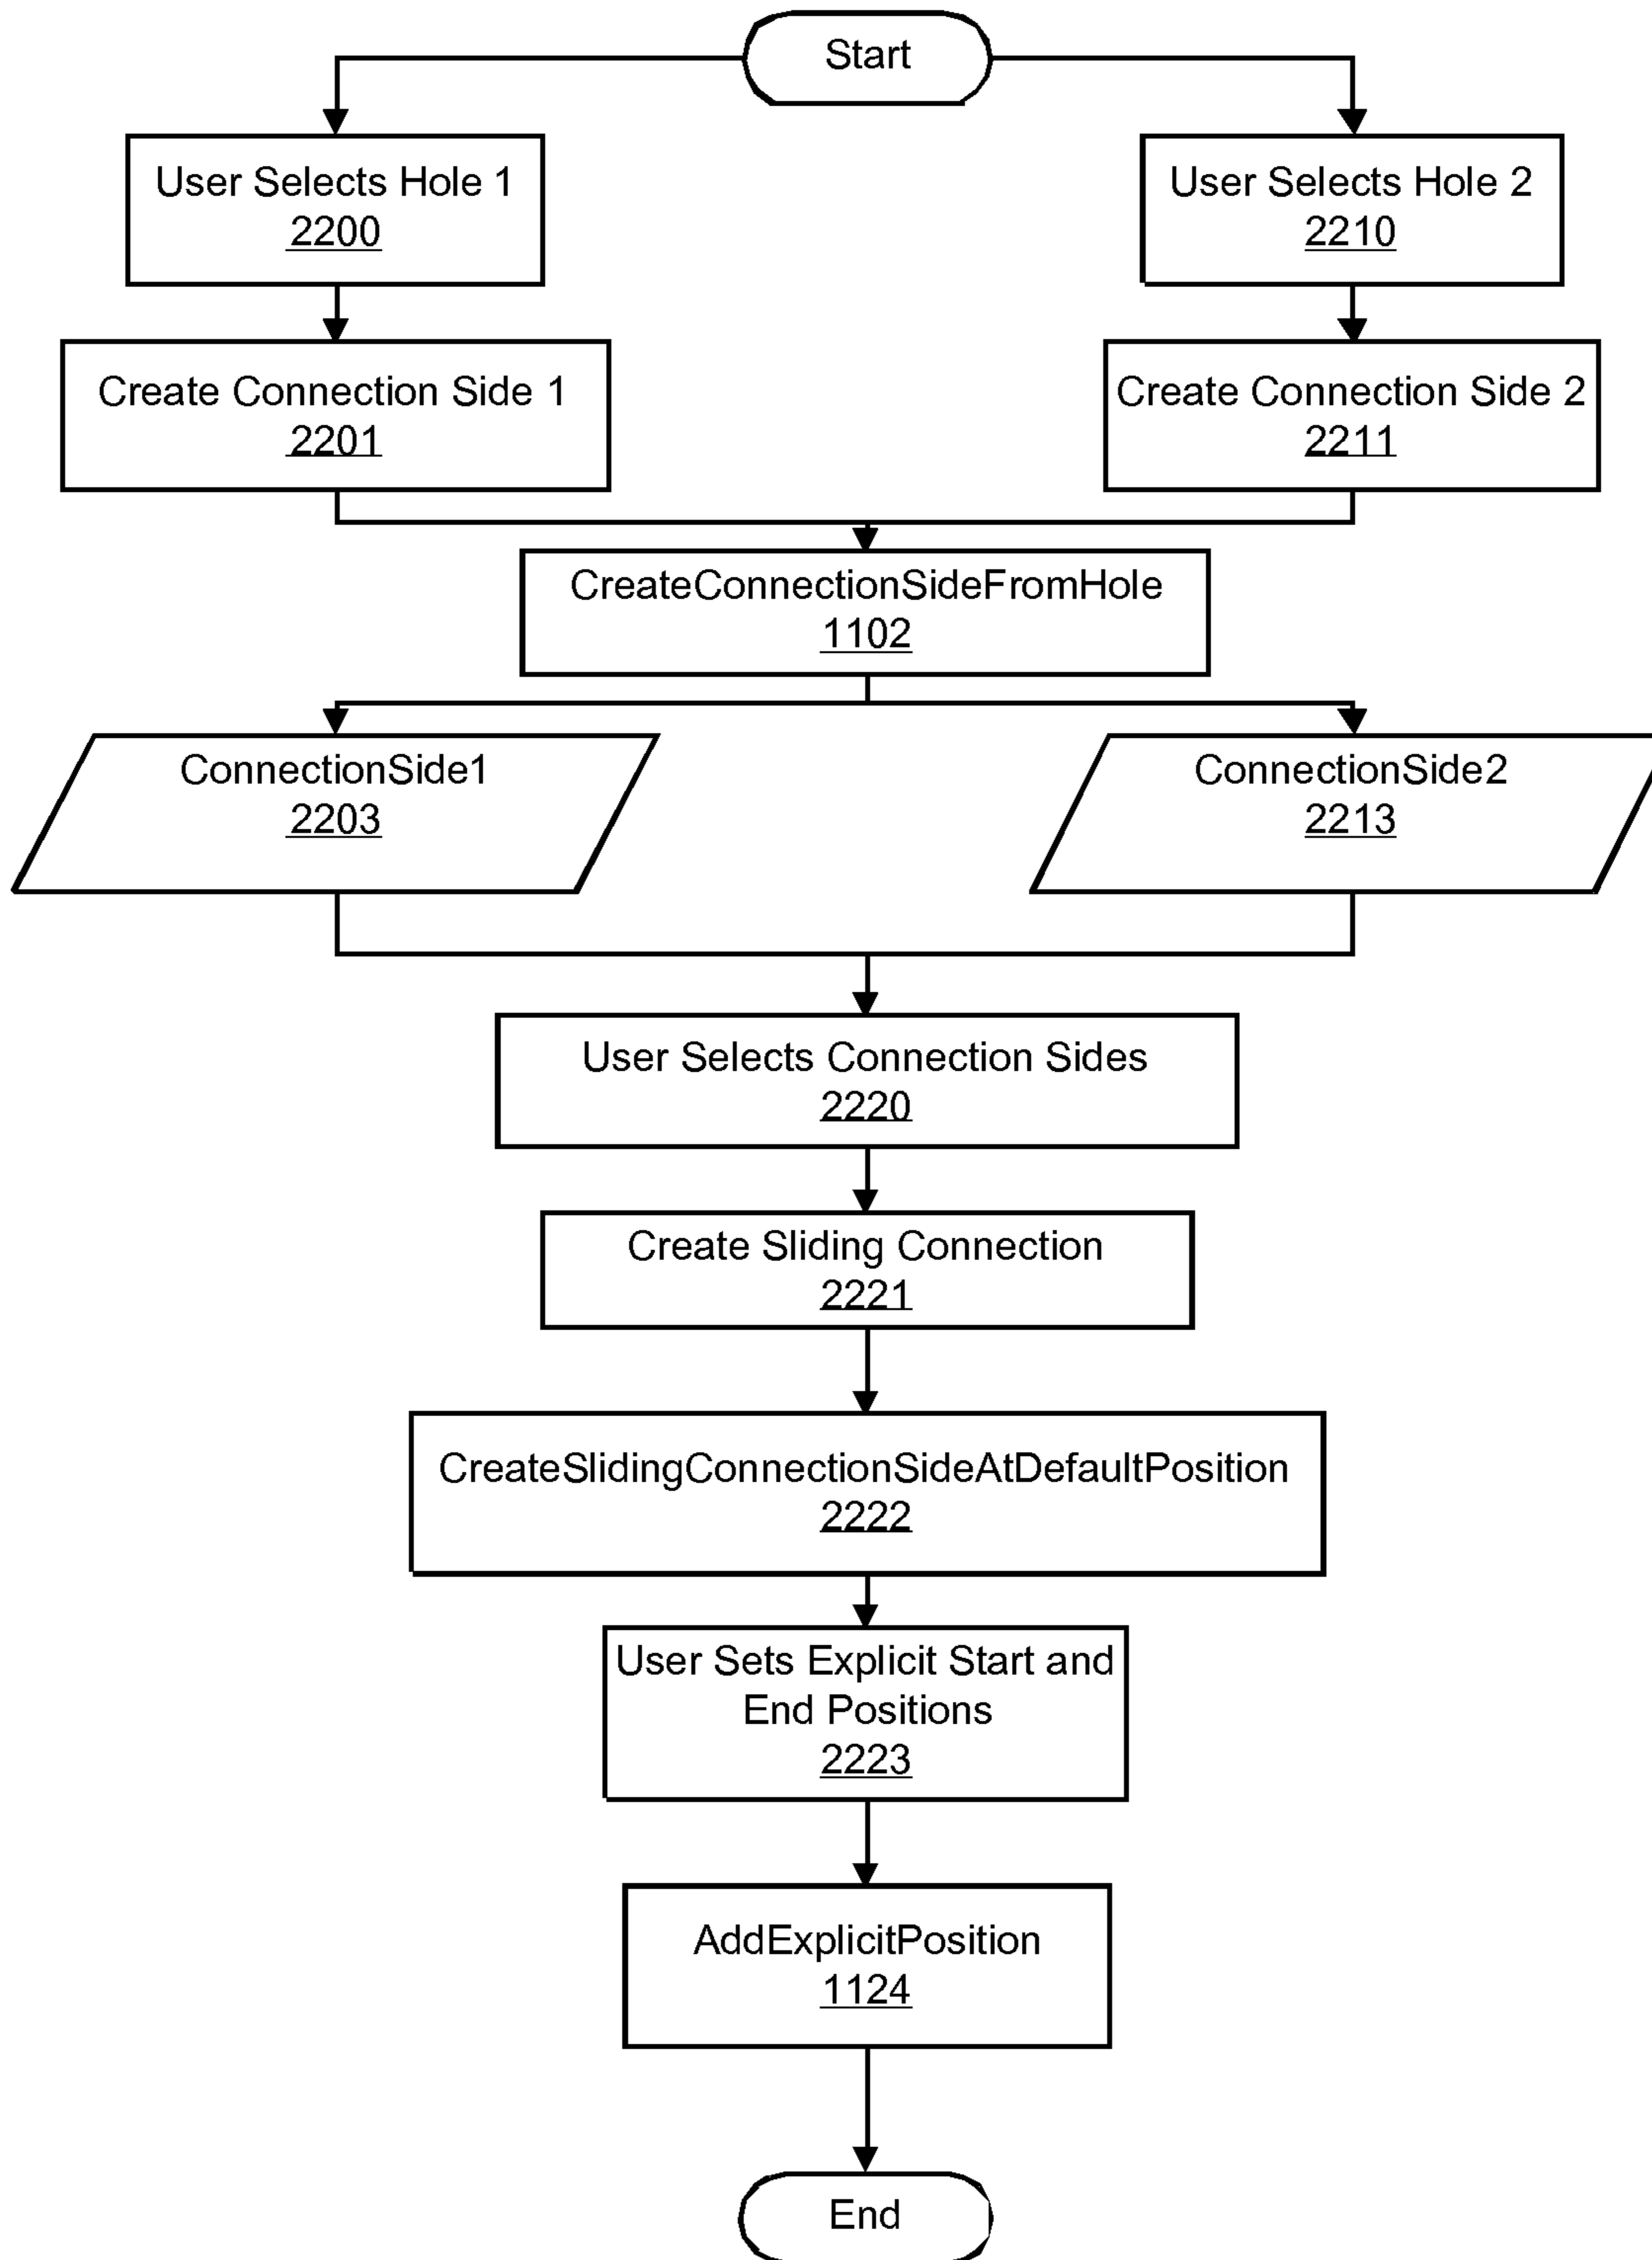 Start
User Selects Hole 1
2200
User Selects Hole 2
2210
Create Connection Side 1
2201
Create Connection Side 2
2211
CreateConnectionSideFromHole
1102
ConnectionSide1
2203
ConnectionSide2
2213
User Selects Connection Sides
2220
Create Sliding Connection
2221
CreateSlidingConnectionSideAtDefaultPosition
2222
User Sets Explicit Start and
End Positions
2223
AddExplicitPosition
1124
End